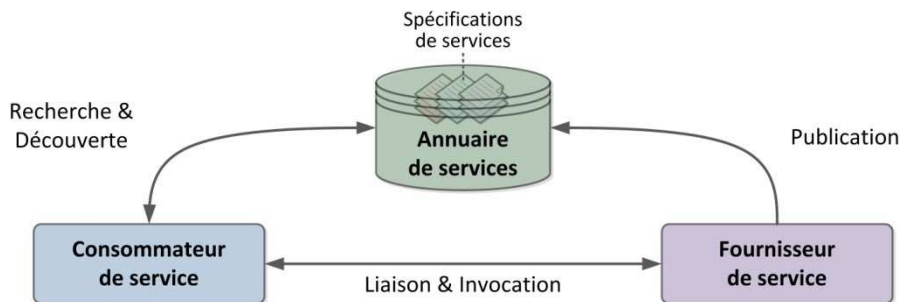 Spécifications
de services
Recherche &
Découverte
Annuaire
de services
Publication
Consommateur
de service
Liaison & Invocation
Fournisseur
de service